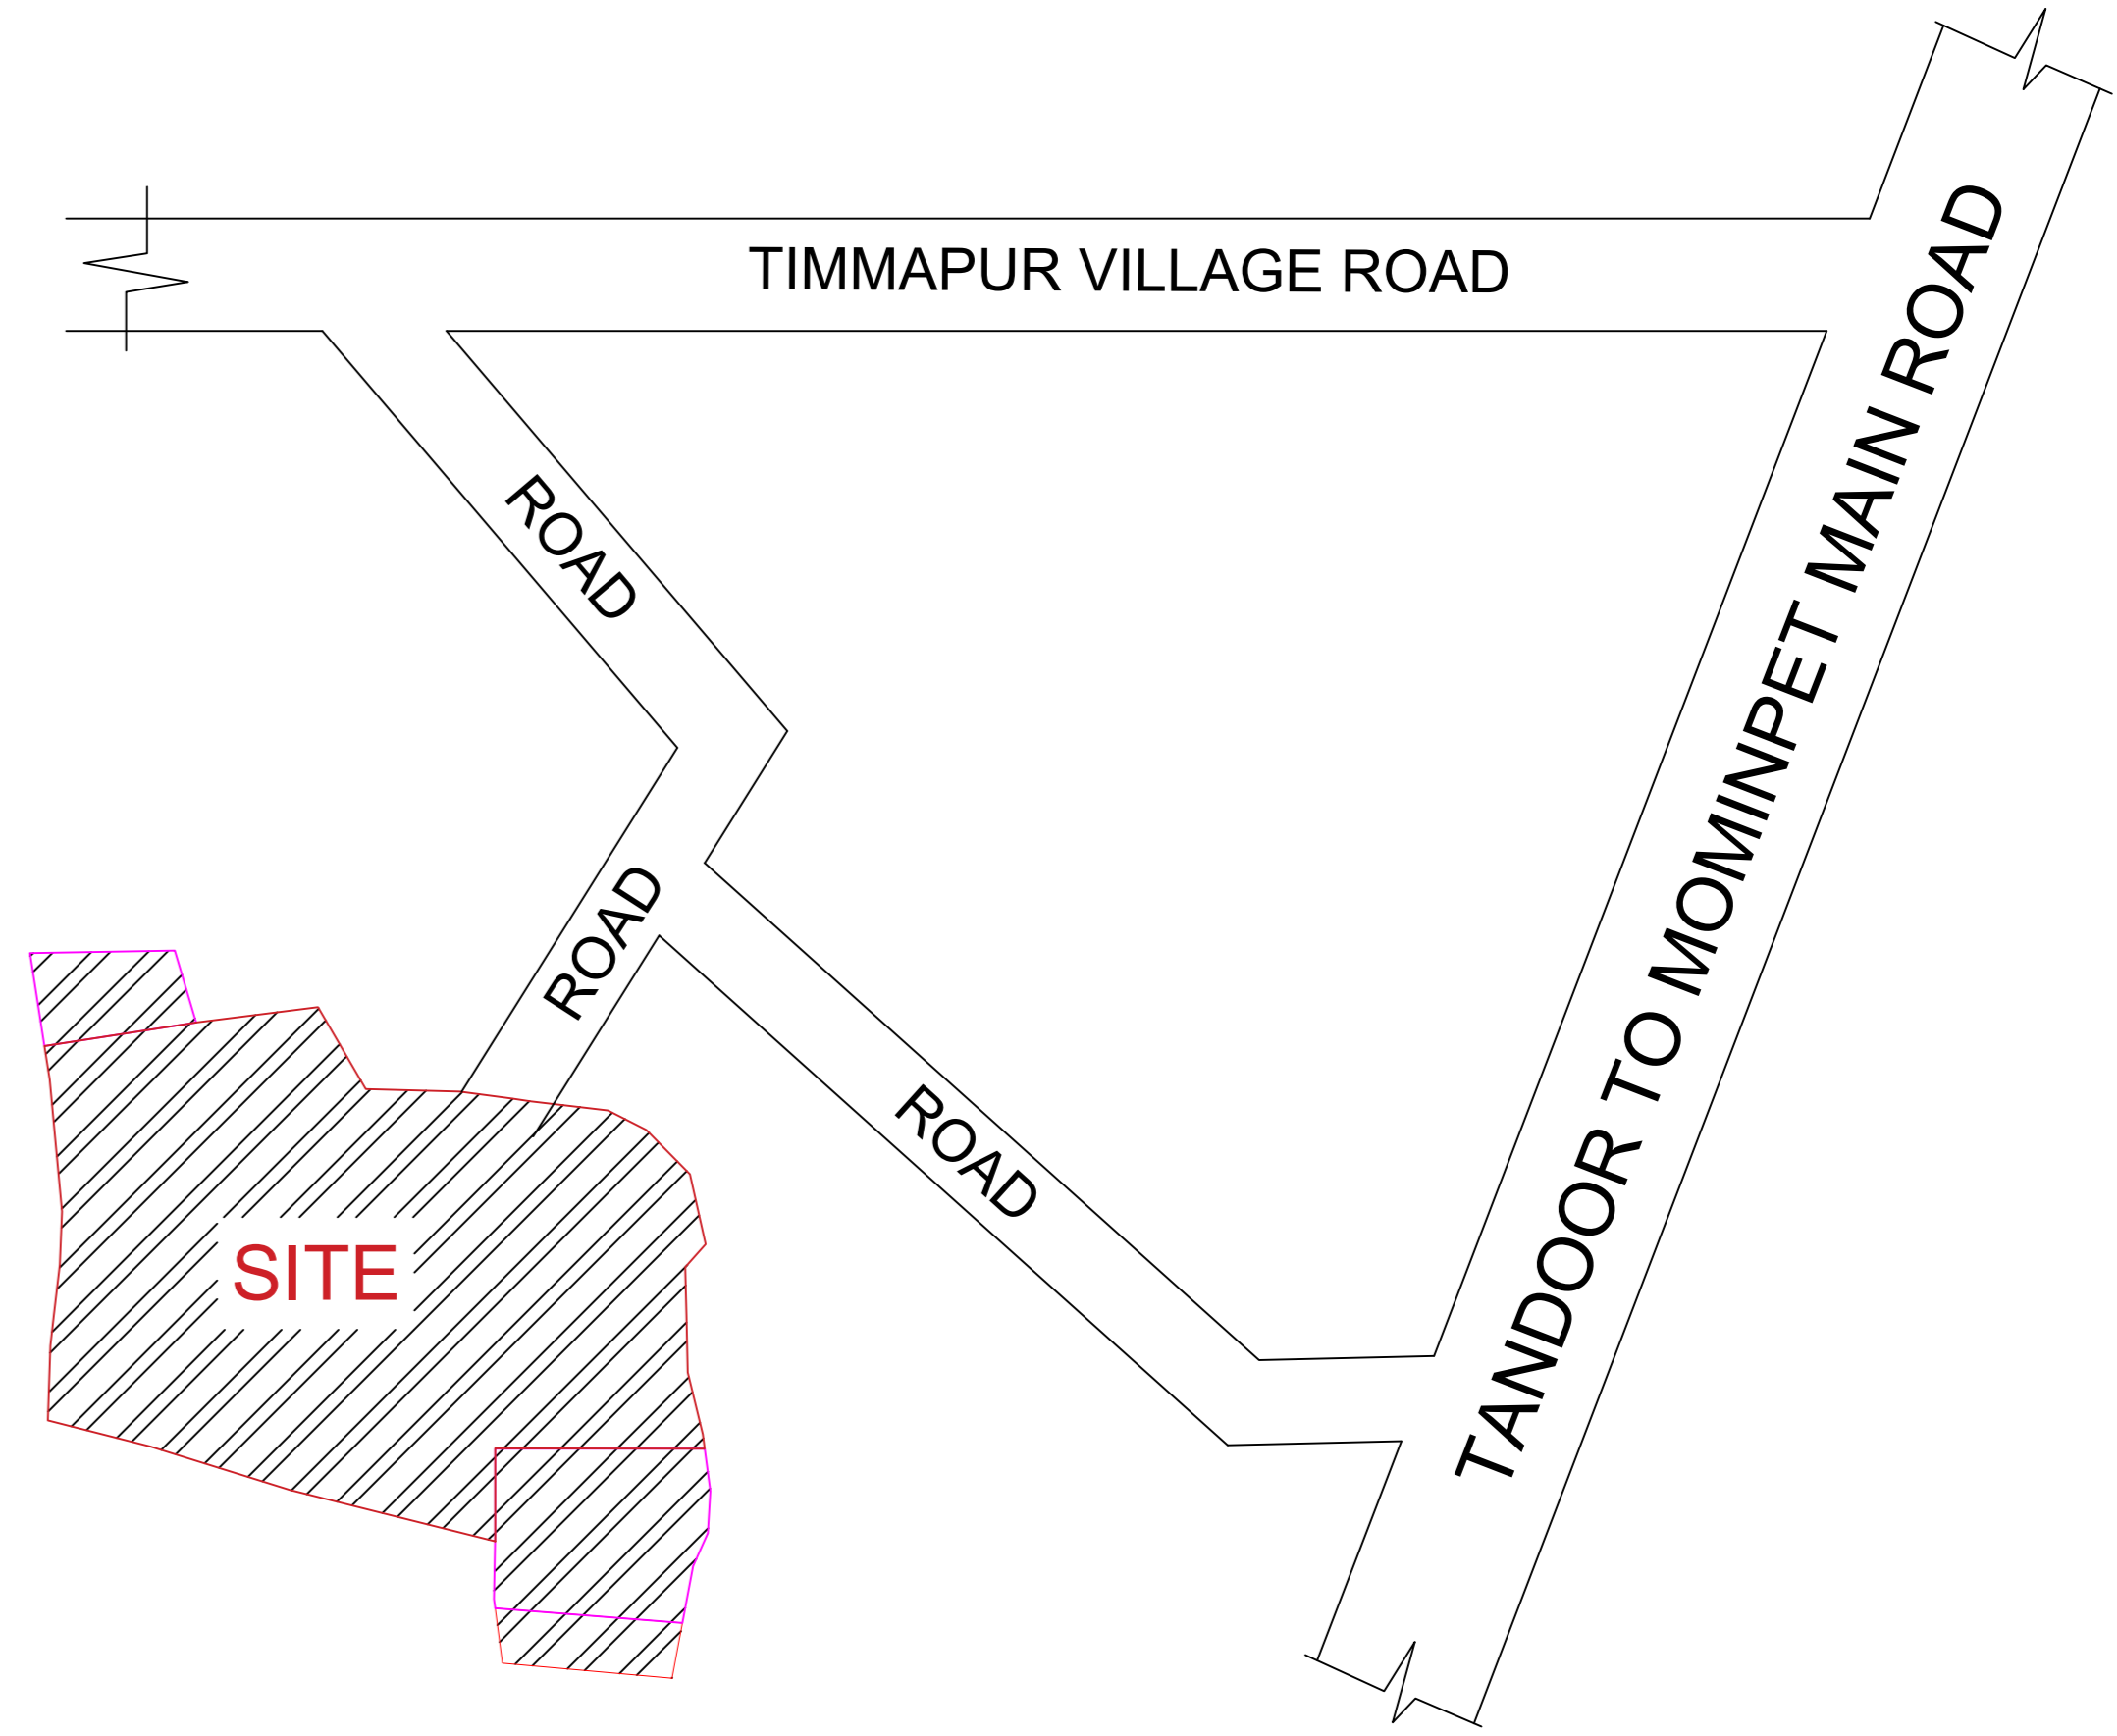 TIMMAPUR VILLAGE ROAD
TANDOOR TO MOMINPET MAIN ROAD
ROAD
ROAD
ROAD
SITE